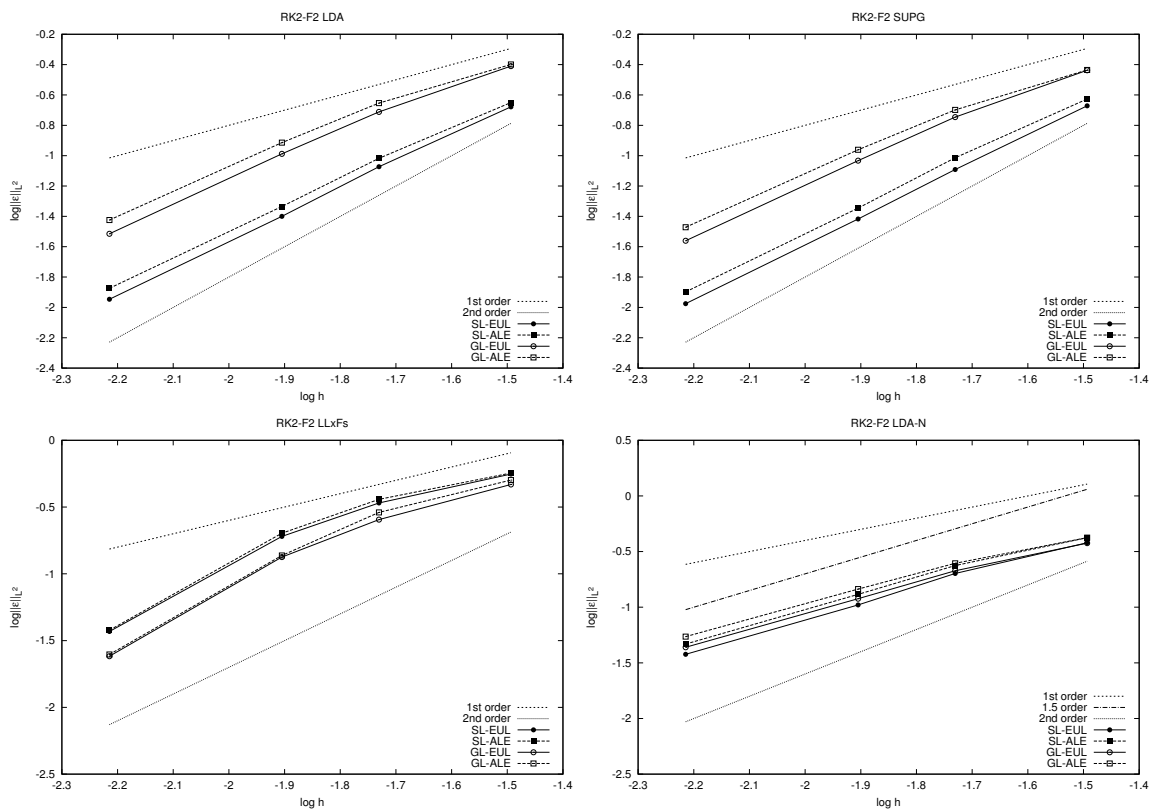 RK2-F2 LDA
-0.2
-0.4
-0.6
-0.8
-1
-1.2
-1.4
-1.6
-1.8
-2
-2.2
-2.4
log||ε||L²
1st order
2nd order
SL-EUL
SL-ALE
GL-EUL
GL-ALE
-2.3 -2.2 -2.1 -2 -1.9 -1.8 -1.7 -1.6 -1.5 -1.4
log h
RK2-F2 SUPG
-0.2
-0.4
-0.6
-0.8
-1
-1.2
-1.4
-1.6
-1.8
-2
-2.2
-2.4
log||ε||L²
1st order
2nd order
SL-EUL
SL-ALE
GL-EUL
GL-ALE
-2.3 -2.2 -2.1 -2 -1.9 -1.8 -1.7 -1.6 -1.5 -1.4
log h
RK2-F2 LLxFs
0
-0.5
-1
-1.5
-2
-2.5
log||ε||L²
1st order
2nd order
SL-EUL
SL-ALE
GL-EUL
GL-ALE
-2.3 -2.2 -2.1 -2 -1.9 -1.8 -1.7 -1.6 -1.5 -1.4
log h
RK2-F2 LDA-N
0.5
0
-0.5
-1
-1.5
-2
-2.5
log||ε||L²
1st order
1.5 order
2nd order
SL-EUL
SL-ALE
GL-EUL
GL-ALE
-2.3 -2.2 -2.1 -2 -1.9 -1.8 -1.7 -1.6 -1.5 -1.4
log h